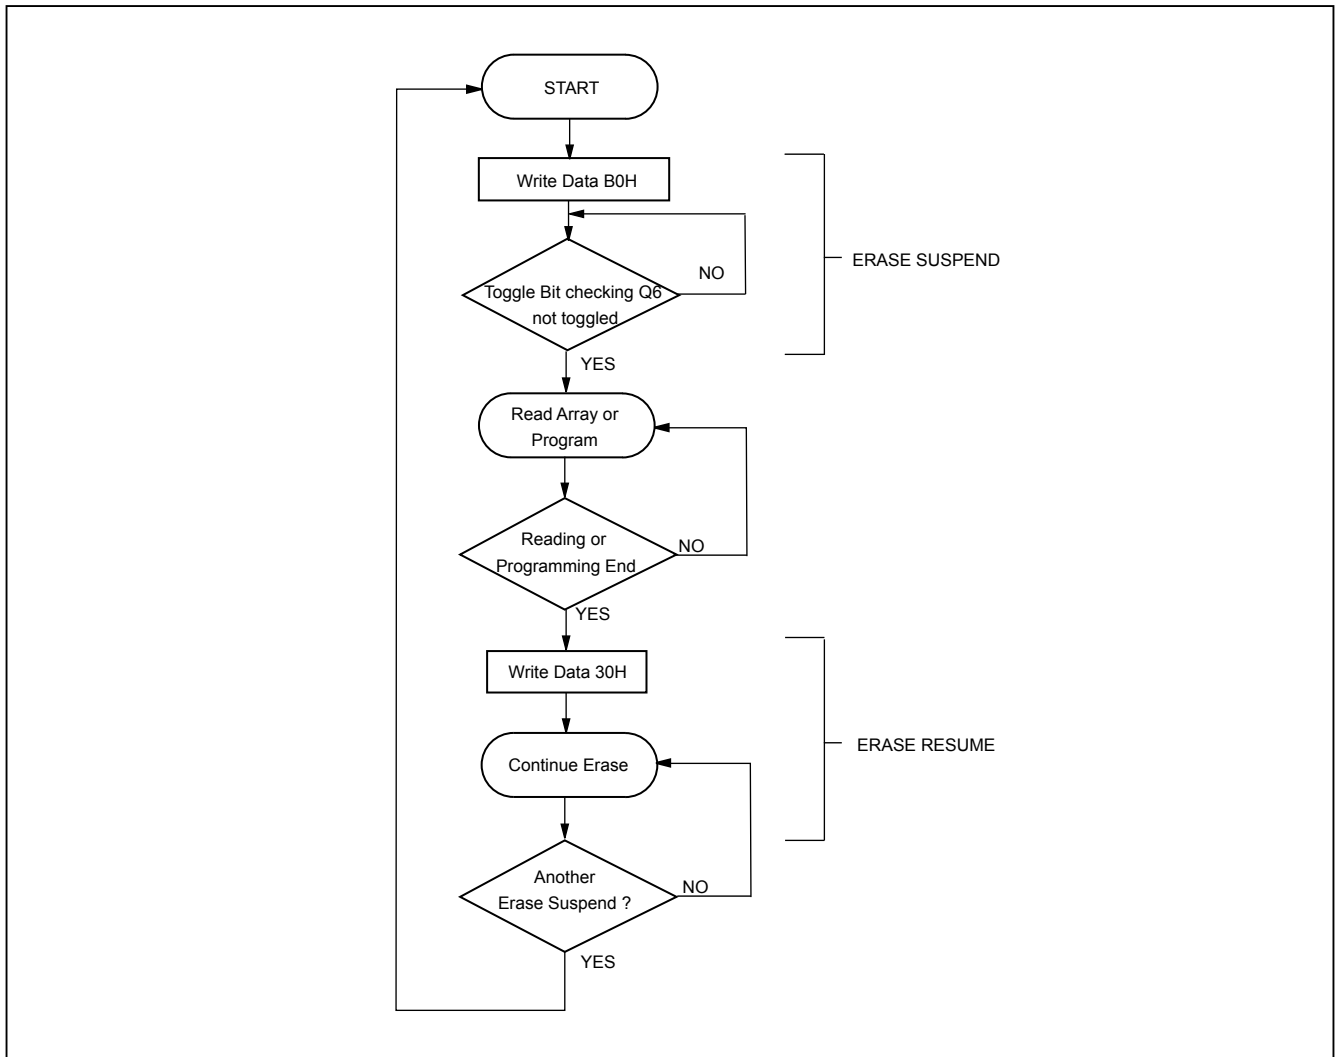 START
Write Data B0H
ERASE SUSPEND
NO
Toggle Bit checking Q6
not toggled
YES
Read Array or
Program
Reading or
Programming End
NO
YES
Write Data 30H
ERASE RESUME
Continue Erase
Another
Erase Suspend ?
NO
YES